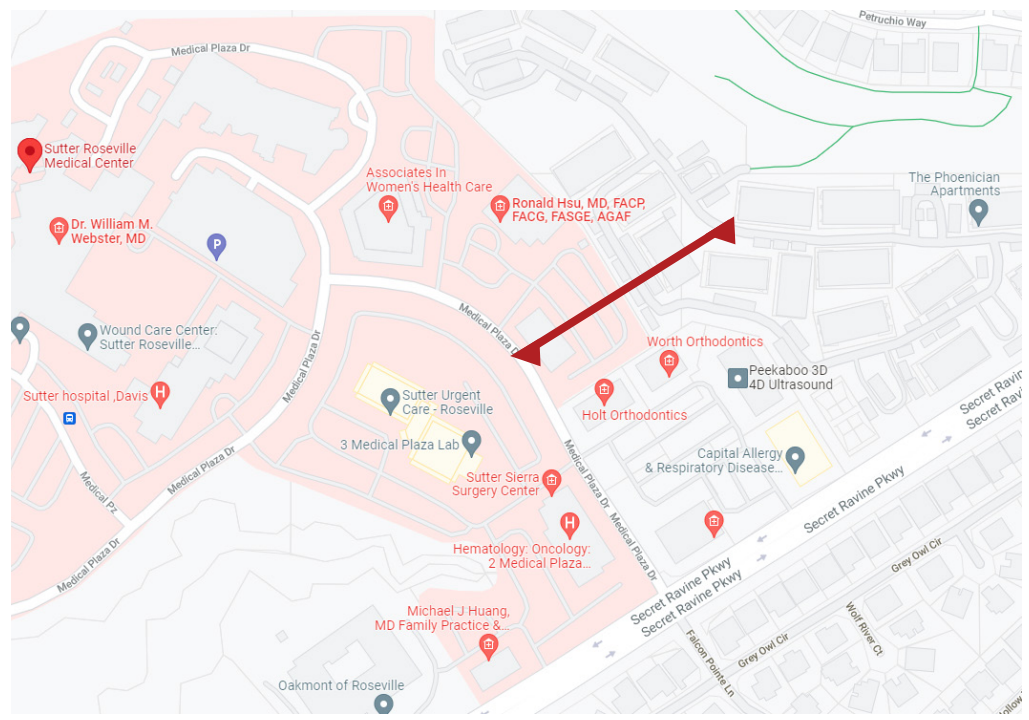 Petruchio Way
Medical Plaza Dr
Sutter Roseville
Medical Center
Associates In
Women's Health Care
The Phoenician
Apartments
Ronald Hsu, MD, FACP,
FACG, FASGE, AGAF
Dr. William M.
Webster, MD
P
Medical Plaza Dr
Wound Care Center:
Sutter Roseville...
Medical Plaza Dr
Worth Orthodontics
Peekaboo 3D
4D Ultrasound
Secret Ravine
Secret Ravine
Sutter hospital ,Davis
H
Sutter Urgent
Care - Roseville
Holt Orthodontics
3 Medical Plaza Lab
Capital Allergy
& Respiratory Disease...
Medical Plaza Dr
Medical Plaza Dr
Sutter Sierra
Surgery Center
Medical Pz
Secret Ravine Pkwy
Medical Plaza Dr
H
Hematology: Oncology:
2 Medical Plaza...
Medical Plaza Dr
Grey Owl Cir
Secret Ravine Pkwy
Secret Ravine Pkwy
Michael J Huang,
MD Family Practice &...
Wolf River Ct
Grey Owl Cir
Falcon Pointe Ln
Oakmont of Roseville